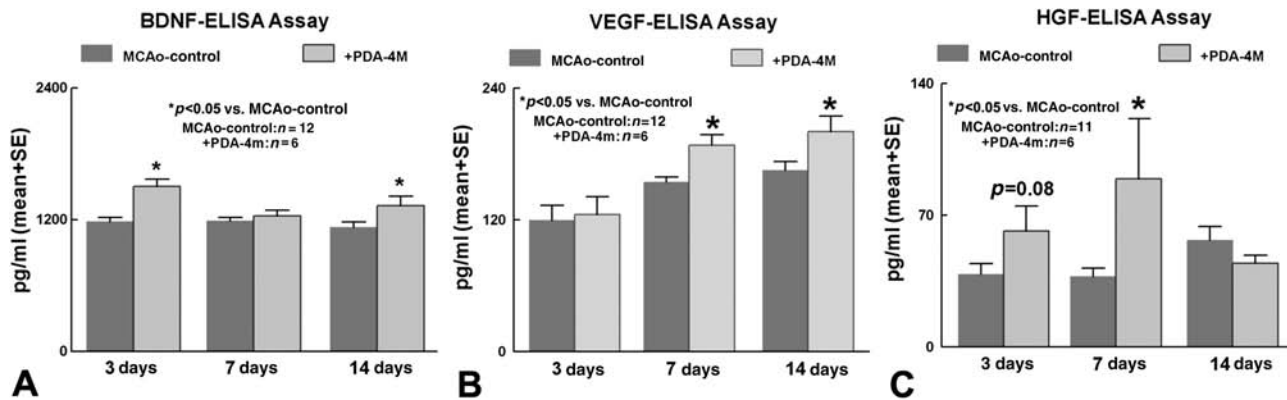 BDNF-ELISA Assay
MCAo-control +PDA-4M
2400
*p<0.05 vs. MCAo-control
MCAo-control:n=12
+PDA-4m:n=6
* *
1200
pg/ml (mean+SE)
0
3 days 7 days 14 days
A
VEGF-ELISA Assay
MCAo-control +PDA-4M
240
*p<0.05 vs. MCAo-control
MCAo-control:n=12
+PDA-4m:n=6
* *
120
pg/ml (mean+SE)
0
3 days 7 days 14 days
B
HGF-ELISA Assay
MCAo-control +PDA-4M
140
*p<0.05 vs. MCAo-control
MCAo-control:n=11
+PDA-4m:n=6
*
p=0.08
70
pg/ml (mean+SE)
0
3 days 7 days 14 days
C